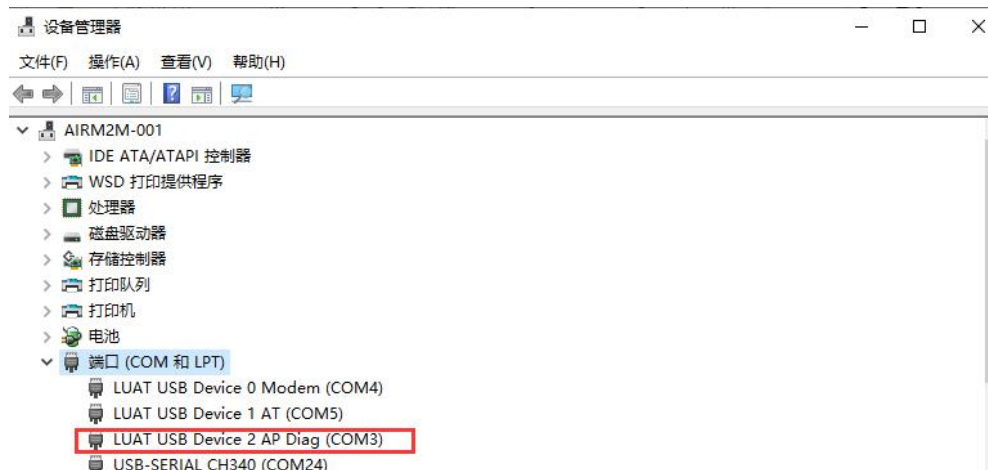 设备管理器
文件(F) 操作(A) 查看(V) 帮助(H)
AIRM2M-001
IDE ATA/ATAPI 控制器
WSD 打印提供程序
处理器
磁盘驱动器
存储控制器
打印队列
打印机
电池
端口 (COM 和 LPT)
LUAT USB Device 0 Modem (COM4)
LUAT USB Device 1 AT (COM5)
LUAT USB Device 2 AP Diag (COM3)
USB-SERIAL CH340 (COM24)